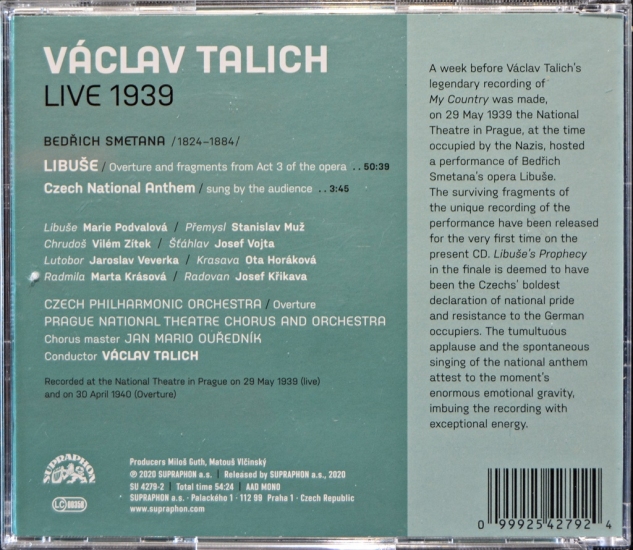 VÁCLAV TALICH
LIVE 1939
BEDŘICH SMETANA /1824–1884/
LIBUŠE / Overture and fragments from Act 3 of the opera . . 50:39
Czech National Anthem / sung by the audience . . 3:45
Libuše Marie Podvalová / Přemysl Stanislav Muž
Chrudoš Vilém Zítek / Šťáhlav Josef Vojta
Lutobor Jaroslav Veverka / Krasava Ota Horáková
Radmila Marta Krásová / Radovan Josef Křikava
CZECH PHILHARMONIC ORCHESTRA / Overture
PRAGUE NATIONAL THEATRE CHORUS AND ORCHESTRA
Chorus master JAN MARIO OUŘEDNÍK
Conductor VÁCLAV TALICH
Recorded at the National Theatre in Prague on 29 May 1939 (live)
and on 30 April 1940 (Overture)
SUPRAPHON
LC 00358
Producers Miloš Guth, Matouš Vlčinský
℗ 2020 SUPRAPHON a.s. | Released by SUPRAPHON a.s., 2020
SU 4279-2 | Total time 54:24 | AAD MONO
SUPRAPHON a.s. · Palackého 1 · 112 99 Praha 1 · Czech Republic
www.supraphon.com
A week before Václav Talich's
legendary recording of
My Country was made,
on 29 May 1939 the National
Theatre in Prague, at the time
occupied by the Nazis, hosted
a performance of Bedřich
Smetana's opera Libuše.
The surviving fragments of
the unique recording of the
performance have been released
for the very first time on the
present CD. Libuše's Prophecy
in the finale is deemed to have
been the Czechs' boldest
declaration of national pride
and resistance to the German
occupiers. The tumultuous
applause and the spontaneous
singing of the national anthem
attest to the moment's
enormous emotional gravity,
imbuing the recording with
exceptional energy.
0 99925 42792 4